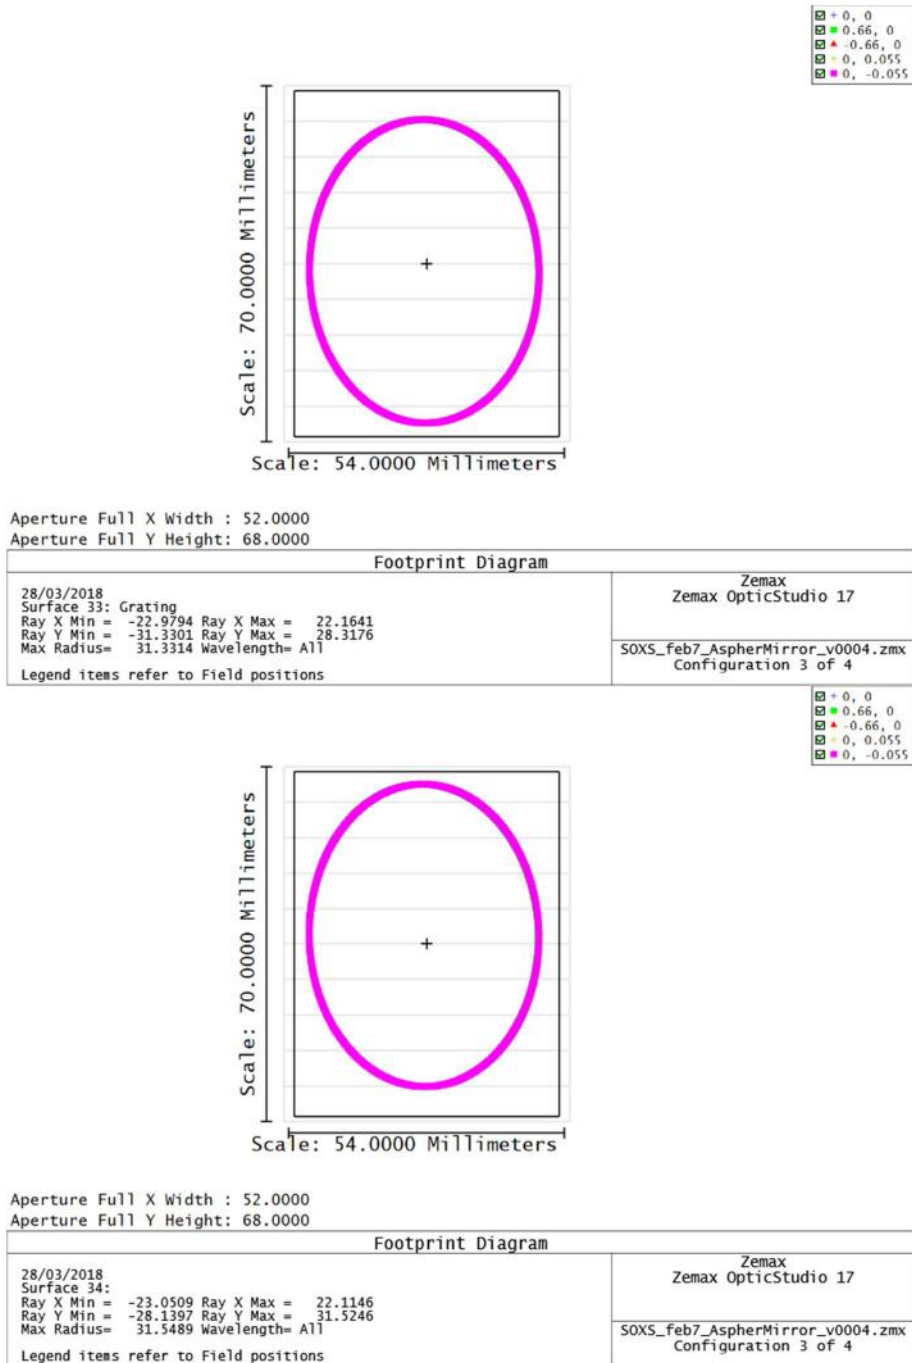 0, 0
0.66, 0
-0.66, 0
0, 0.055
0, -0.055
Scale: 70.0000 Millimeters
Scale: 54.0000 Millimeters
Aperture Full X Width : 52.0000
Aperture Full Y Height: 68.0000
Footprint Diagram
28/03/2018
Surface 33: Grating
Ray X Min = -22.9794 Ray X Max = 22.1641
Ray Y Min = -31.3301 Ray Y Max = 28.3176
Max Radius= 31.3314 Wavelength= All
Legend items refer to Field positions
Zemax
Zemax OpticStudio 17
SOXS_feb7_AspherMirror_v0004.zmx
Configuration 3 of 4
0, 0
0.66, 0
-0.66, 0
0, 0.055
0, -0.055
Scale: 70.0000 Millimeters
Scale: 54.0000 Millimeters
Aperture Full X Width : 52.0000
Aperture Full Y Height: 68.0000
Footprint Diagram
28/03/2018
Surface 34:
Ray X Min = -23.0509 Ray X Max = 22.1146
Ray Y Min = -28.1397 Ray Y Max = 31.5246
Max Radius= 31.5489 Wavelength= All
Legend items refer to Field positions
Zemax
Zemax OpticStudio 17
SOXS_feb7_AspherMirror_v0004.zmx
Configuration 3 of 4